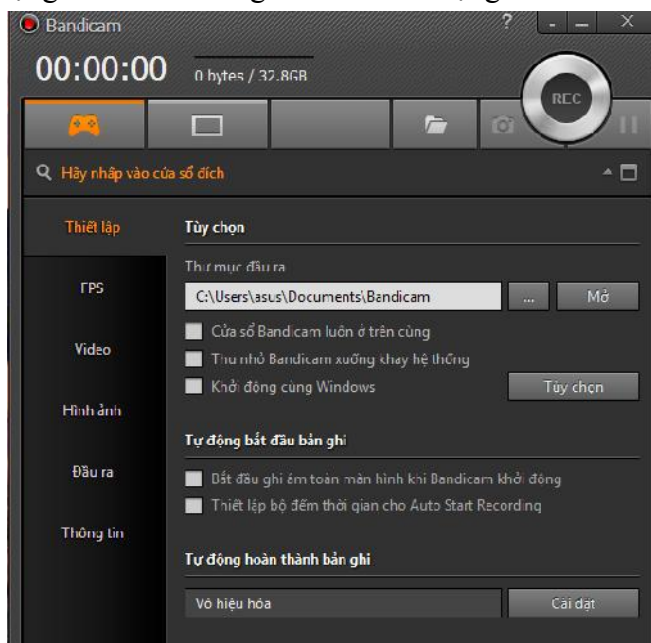 Bandicam ?
00:00:00 0 bytes / 32.8GB
REC
Hãy nhấp vào cửa sổ đích
Thiết lập
FPS
Video
Hình ảnh
Đầu ra
Thông tin
Tùy chọn
Thư mục đầu ra
C:\Users\asus\Documents\Bandicam ... Mở
Cửa sổ Bandicam luôn ở trên cùng
Thu nhỏ Bandicam xuống khay hệ thống
Khởi động cùng Windows Tùy chọn
Tự động bắt đầu bản ghi
Bắt đầu ghi âm toàn màn hình khi Bandicam khởi động
Thiết lập bộ đếm thời gian cho Auto Start Recording
Tự động hoàn thành bản ghi
Vô hiệu hóa Cài đặt